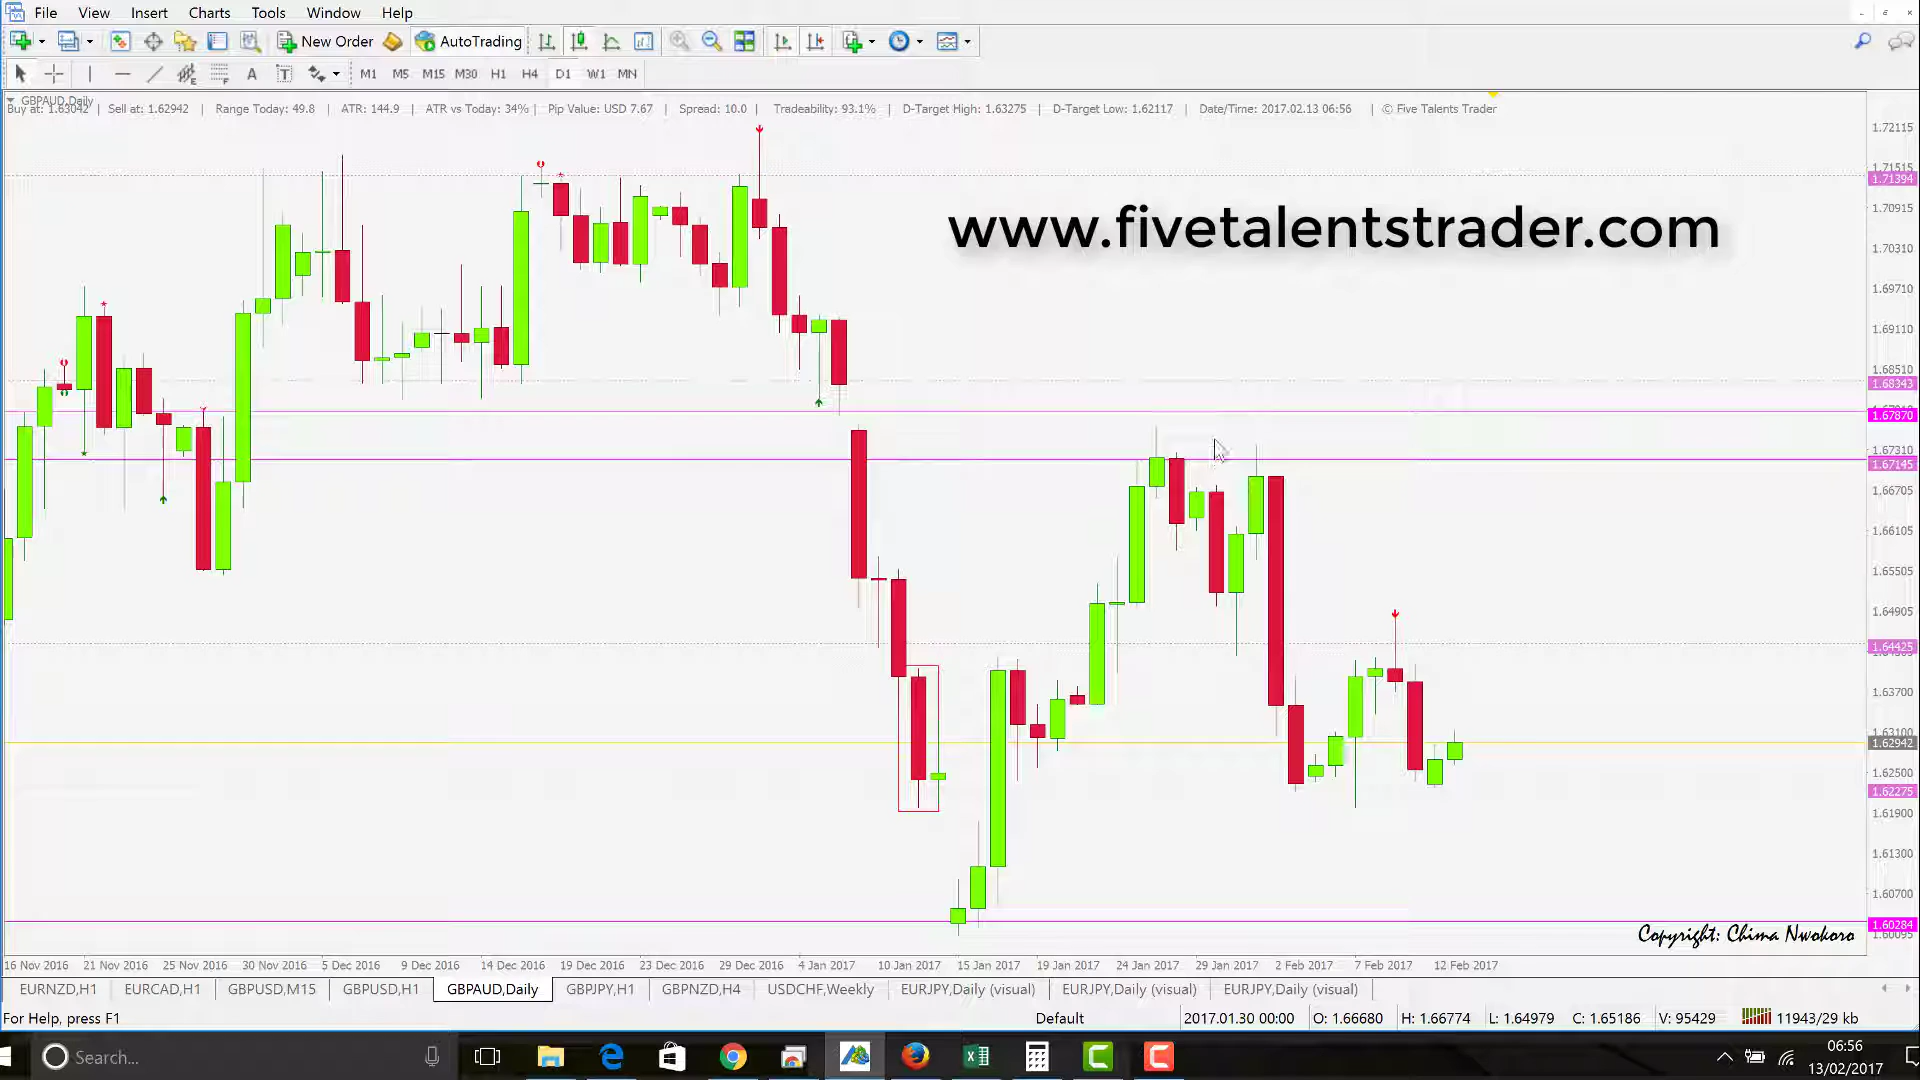 File View Insert Charts Tools Window Help
New Order AutoTrading
A T M1 M5 M15 M30 H1 H4 D1 W1 MN
GBPAUD,Daily
Buy at: 1.63042 | Sell at: 1.62942 | Range Today: 49.8 | ATR: 144.9 | ATR vs Today: 34% | Pip Value: USD 7.67 | Spread: 10.0 | Tradeability: 93.1% | D-Target High: 1.63275 | D-Target Low: 1.62117 | Date/Time: 2017.02.13 06:56 | © Five Talents Trader
www.fivetalentstrader.com
1.72115
1.71515
1.71394
1.70915
1.70311
1.69710
1.69110
1.68510
1.68343
1.67870
1.67310
1.67145
1.66705
1.66105
1.65505
1.64905
1.64425
1.63700
1.63100
1.62942
1.62500
1.62275
1.61900
1.61300
1.60700
1.60284
1.60095
Copyright: Chima Nwokoro
16 Nov 2016 21 Nov 2016 25 Nov 2016 30 Nov 2016 5 Dec 2016 9 Dec 2016 14 Dec 2016 19 Dec 2016 23 Dec 2016 29 Dec 2016 4 Jan 2017 10 Jan 2017 15 Jan 2017 19 Jan 2017 24 Jan 2017 29 Jan 2017 2 Feb 2017 7 Feb 2017 12 Feb 2017
EURNZD,H1 EURCAD,H1 GBPUSD,M15 GBPUSD,H1 GBPAUD,Daily GBPJPY,H1 GBPNZD,H4 USDCHF,Weekly EURJPY,Daily (visual) EURJPY,Daily (visual) EURJPY,Daily (visual)
For Help, press F1 Default 2017.01.30 00:00 O: 1.66680 H: 1.66774 L: 1.64979 C: 1.65186 V: 95429 11943/29 kb
Search...
06:56
13/02/2017